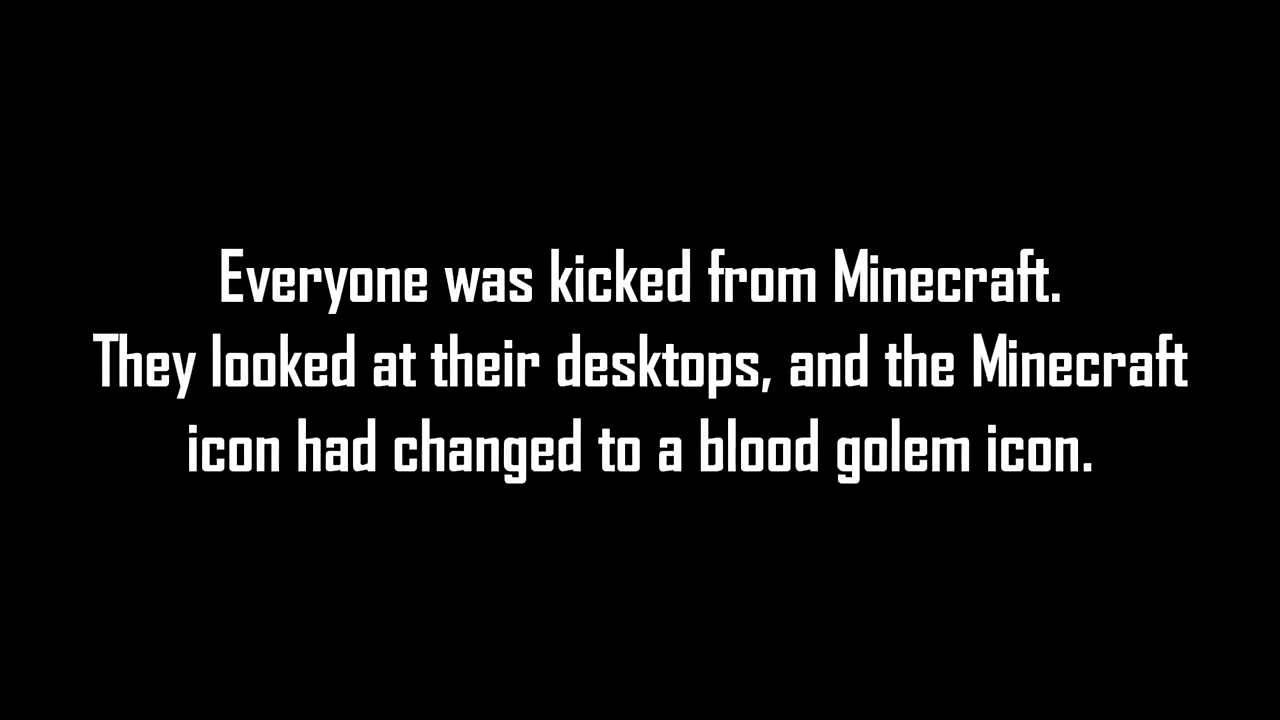 Everyone was kicked from Minecraft.
They looked at their desktops, and the Minecraft
icon had changed to a blood golem icon.